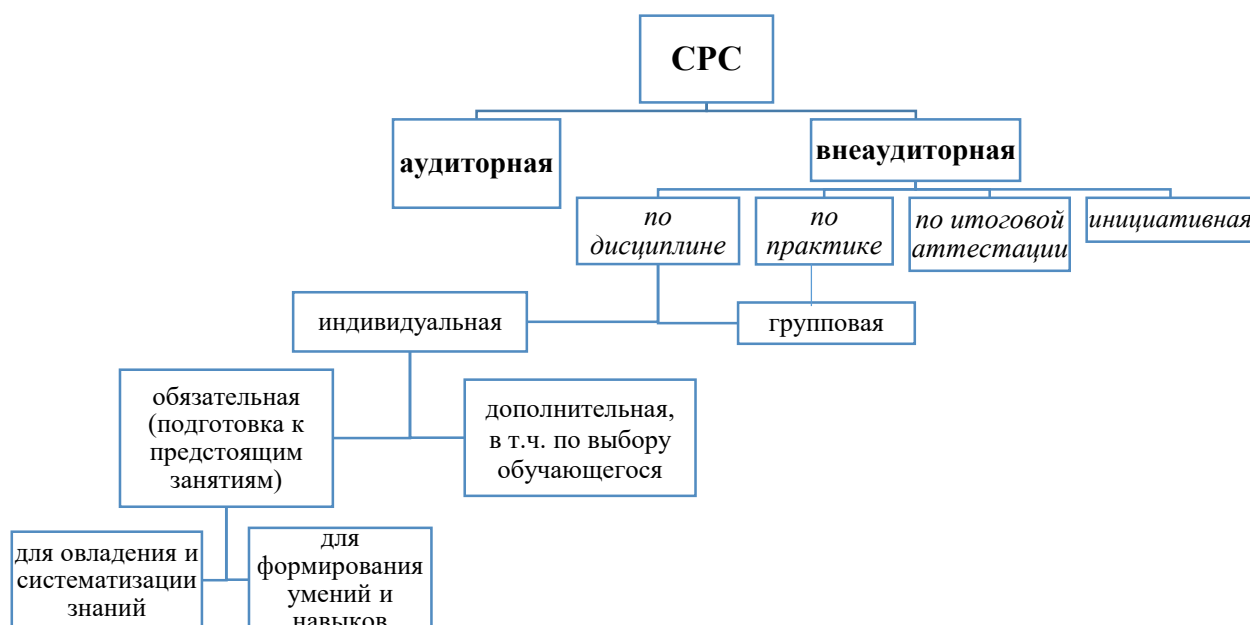 СРС
аудиторная
внеаудиторная
по
дисциплине
по
практике
по итоговой
аттестации
инициативная
индивидуальная
групповая
обязательная
(подготовка к
предстоящим
занятиям)
дополнительная,
в т.ч. по выбору
обучающегося
для овладения и
систематизации
знаний
для
формирования
умений и
навыков